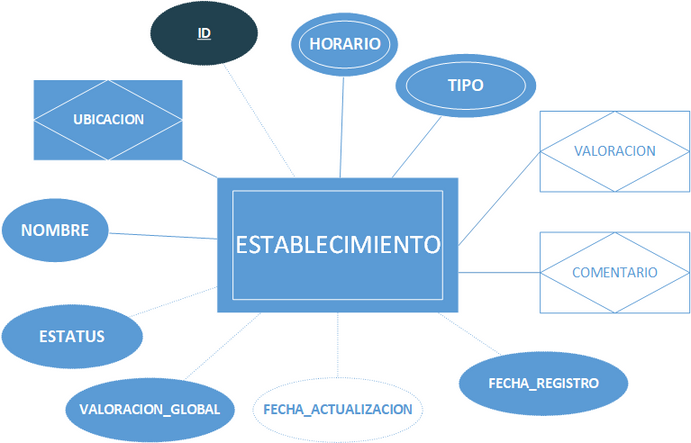 ID
HORARIO
TIPO
UBICACION
VALORACION
NOMBRE
ESTABLECIMIENTO
COMENTARIO
ESTATUS
VALORACION_GLOBAL
FECHA_ACTUALIZACION
FECHA_REGISTRO